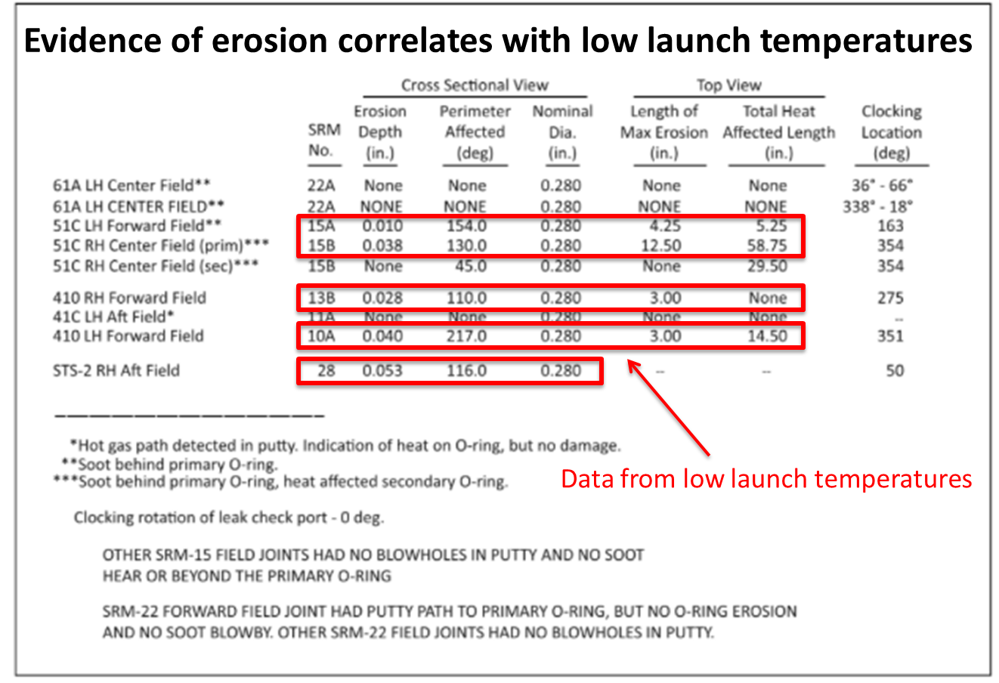 Evidence of erosion correlates with low launch temperatures
Cross Sectional View Top View
Erosion Perimeter Nominal Length of Total Heat Clocking
SRM Depth Affected Dia. Max Erosion Affected Length Location
No. (in.) (deg) (in.) (in.) (in.) (deg)
61A LH Center Field** 22A None None 0.280 None None 36° - 66°
61A LH CENTER FIELD** 22A NONE NONE 0.280 NONE NONE 338° - 18°
51C LH Forward Field** 15A 0.010 154.0 0.280 4.25 5.25 163
51C RH Center Field (prim)*** 15B 0.038 130.0 0.280 12.50 58.75 354
51C RH Center Field (sec)*** 15B None 45.0 0.280 None 29.50 354
410 RH Forward Field 13B 0.028 110.0 0.280 3.00 None 275
41C LH Aft Field* 11A None None 0.280 None None --
410 LH Forward Field 10A 0.040 217.0 0.280 3.00 14.50 351
STS-2 RH Aft Field 28 0.053 116.0 0.280 -- -- 50
*Hot gas path detected in putty. Indication of heat on O-ring, but no damage.
**Soot behind primary O-ring.
***Soot behind primary O-ring, heat affected secondary O-ring.
Data from low launch temperatures
Clocking rotation of leak check port - 0 deg.
OTHER SRM-15 FIELD JOINTS HAD NO BLOWHOLES IN PUTTY AND NO SOOT
HEAR OR BEYOND THE PRIMARY O-RING
SRM-22 FORWARD FIELD JOINT HAD PUTTY PATH TO PRIMARY O-RING, BUT NO O-RING EROSION
AND NO SOOT BLOWBY. OTHER SRM-22 FIELD JOINTS HAD NO BLOWHOLES IN PUTTY.